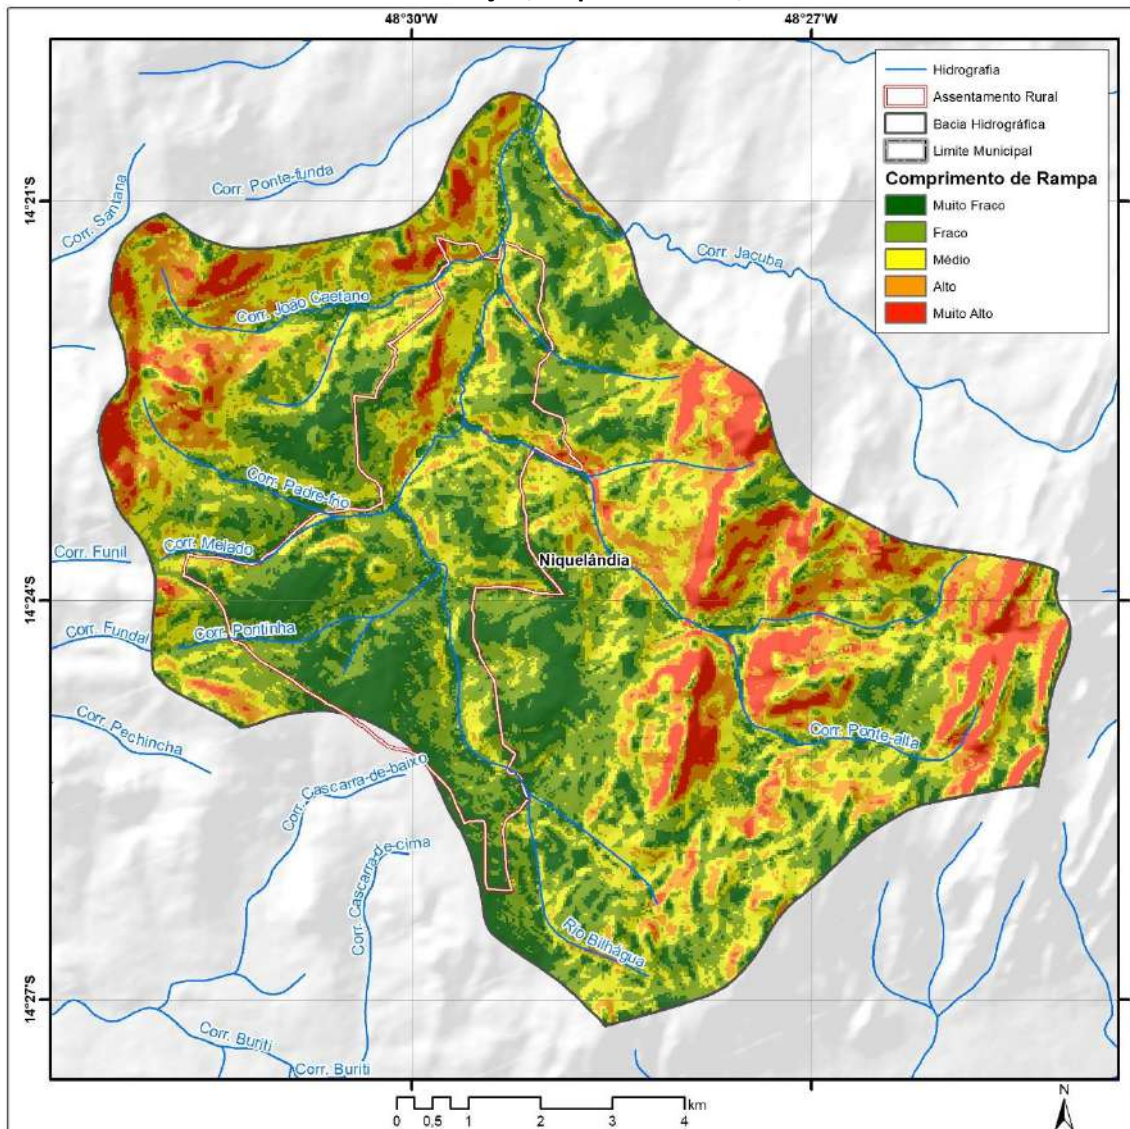 48°30'W
48°27'W
Hidrografia
Assentamento Rural
Bacia Hidrográfica
Limite Municipal
Comprimento de Rampa
Muito Fraco
Fraco
Médio
Alto
Muito Alto
Corr. Ponte-funda
Corr. Santana
14°21'S
Corr. Jacuba
Corr. João Caetano
Corr. Padre-frio
Corr. Melado
Corr. Funil
Niquelândia
14°24'S
Corr. Fundal
Corr. Pontinha
Corr. Pechincha
Corr. Ponte-alta
Corr. Cascarra-de-baixo
Corr. Cascarra-de-cima
Rio Bilhágua
14°27'S
Corr. Buriti
Corr. Buriti
0 0,5 1 2 3 4 km
N